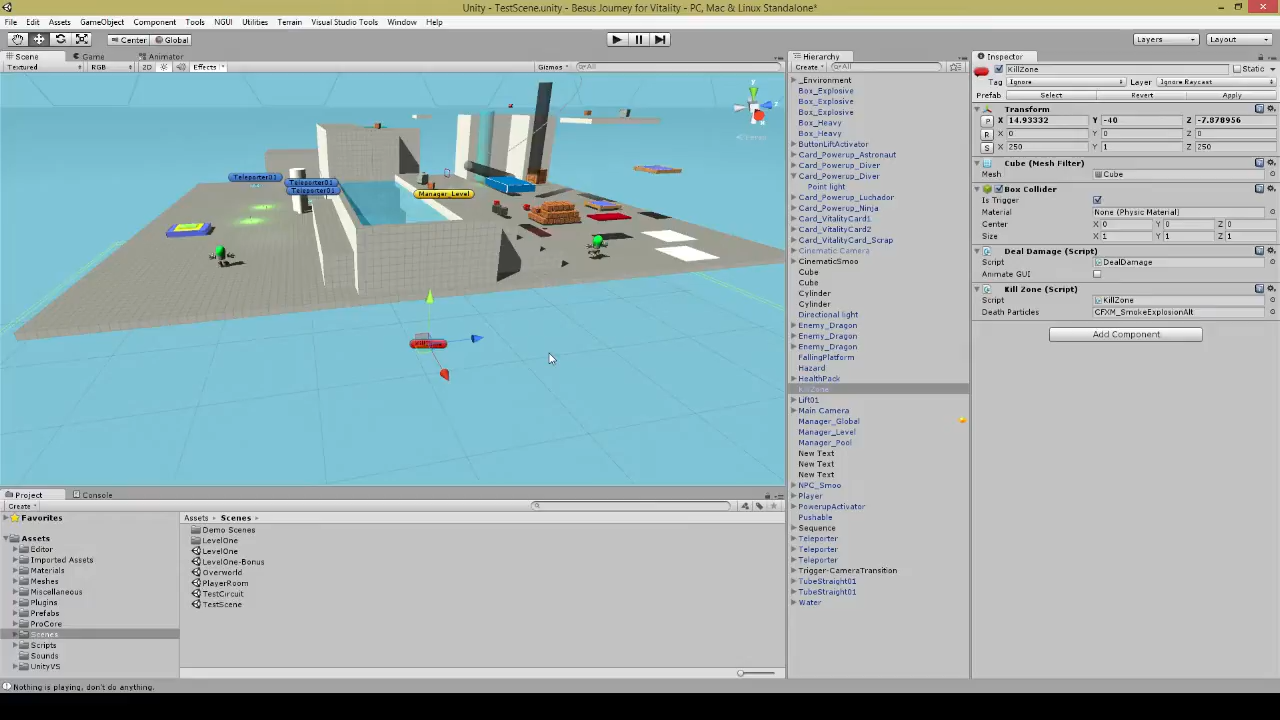 Unity - TestScene.unity - Besus Journey for Vitality - PC, Mac & Linux Standalone*
File Edit Assets GameObject Component Tools NGUI Utilities Terrain Visual Studio Tools Window Help
Center Global
Layers Layout
Scene Game Animator
Textured RGB 2D Effects Gizmos All
Teleporter01
Teleporter01
Teleporter01
Manager_Level
Hierarchy
Create All
_Environment
Box_Explosive
Box_Explosive
Box_Explosive
Box_Heavy
Box_Heavy
ButtonLiftActivator
Card_Powerup_Astronaut
Card_Powerup_Diver
Card_Powerup_Diver
Point light
Card_Powerup_Luchador
Card_Powerup_Ninja
Card_VitalityCard1
Card_VitalityCard2
Card_VitalityCard_Scrap
Cinematic Camera
CinematicSmoo
Cube
Cube
Cylinder
Cylinder
Directional light
Enemy_Dragon
Enemy_Dragon
Enemy_Dragon
FallingPlatform
Hazard
HealthPack
KillZone
Lift01
Main Camera
Manager_Global
Manager_Level
Manager_Pool
New Text
New Text
New Text
NPC_Smoo
Player
PowerupActivator
Pushable
Sequence
Teleporter
Teleporter
Teleporter
Trigger-CameraTransition
TubeStraight01
TubeStraight01
Water
Inspector
KillZone Static
Tag Ignore Layer Ignore Raycast
Prefab Select Revert Apply
Transform
P X 14.93332 Y -40 Z -7.878956
R X 0 Y 0 Z 0
S X 250 Y 1 Z 250
Cube (Mesh Filter)
Mesh Cube
Box Collider
Is Trigger
Material None (Physic Material)
Center X 0 Y 0 Z 0
Size X 1 Y 1 Z 1
Deal Damage (Script)
Script DealDamage
Animate GUI
Kill Zone (Script)
Script KillZone
Death Particles CFXM_SmokeExplosionAlt
Add Component
Project Console
Create
Favorites
Assets
Editor
Imported Assets
Materials
Meshes
Miscellaneous
Plugins
Prefabs
ProCore
Scenes
Scripts
Sounds
UnityVS
Assets Scenes
Demo Scenes
LevelOne
LevelOne
LevelOne-Bonus
Overworld
PlayerRoom
TestCircuit
TestScene
Nothing is playing, don't do anything.